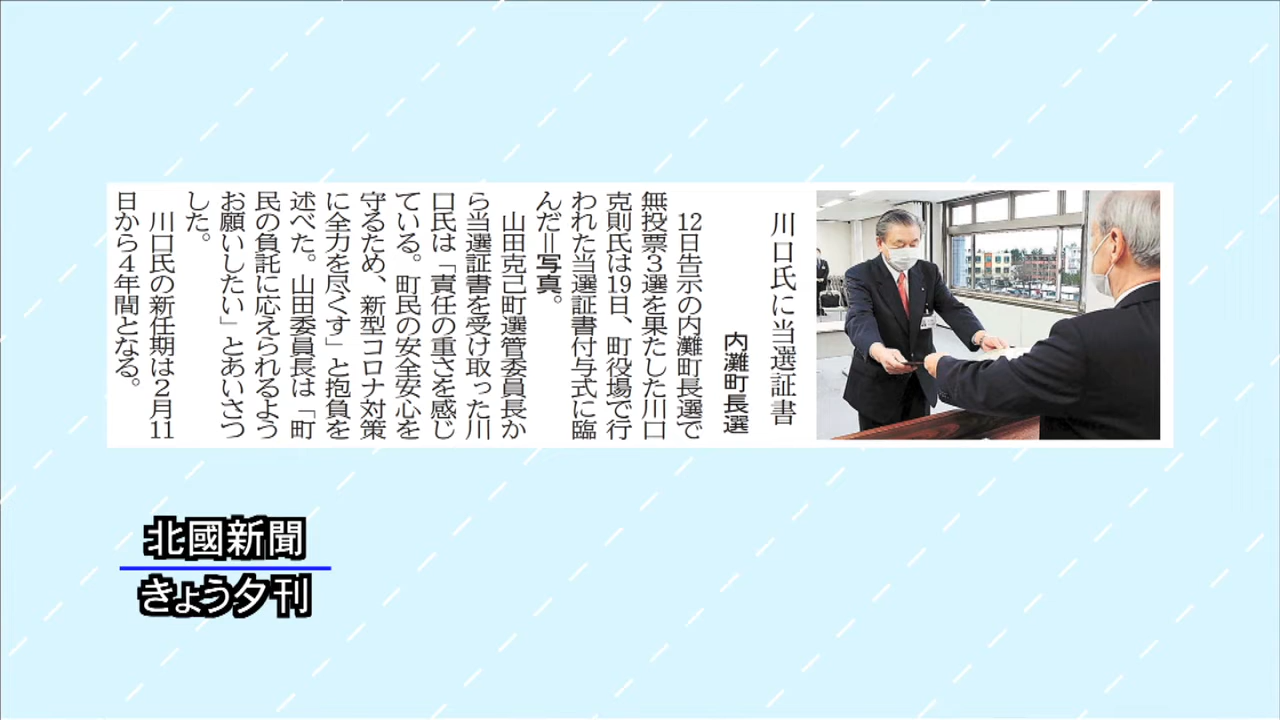 川口氏に当選証書
内灘町長選
12日告示の内灘町長選で
無投票３選を果たした川口
克則氏は19日、町役場で行
われた当選証書付与式に臨
んだ＝写真。
山田克己町選管委員長か
ら当選証書を受け取った川
口氏は「責任の重さを感じ
ている。町民の安全安心を
守るため、新型コロナ対策
に全力を尽くす」と抱負を
述べた。山田委員長は「町
民の負託に応えられるよう
お願いしたい」とあいさつ
した。
川口氏の新任期は２月11
日から４年間となる。
北國新聞
きょう夕刊